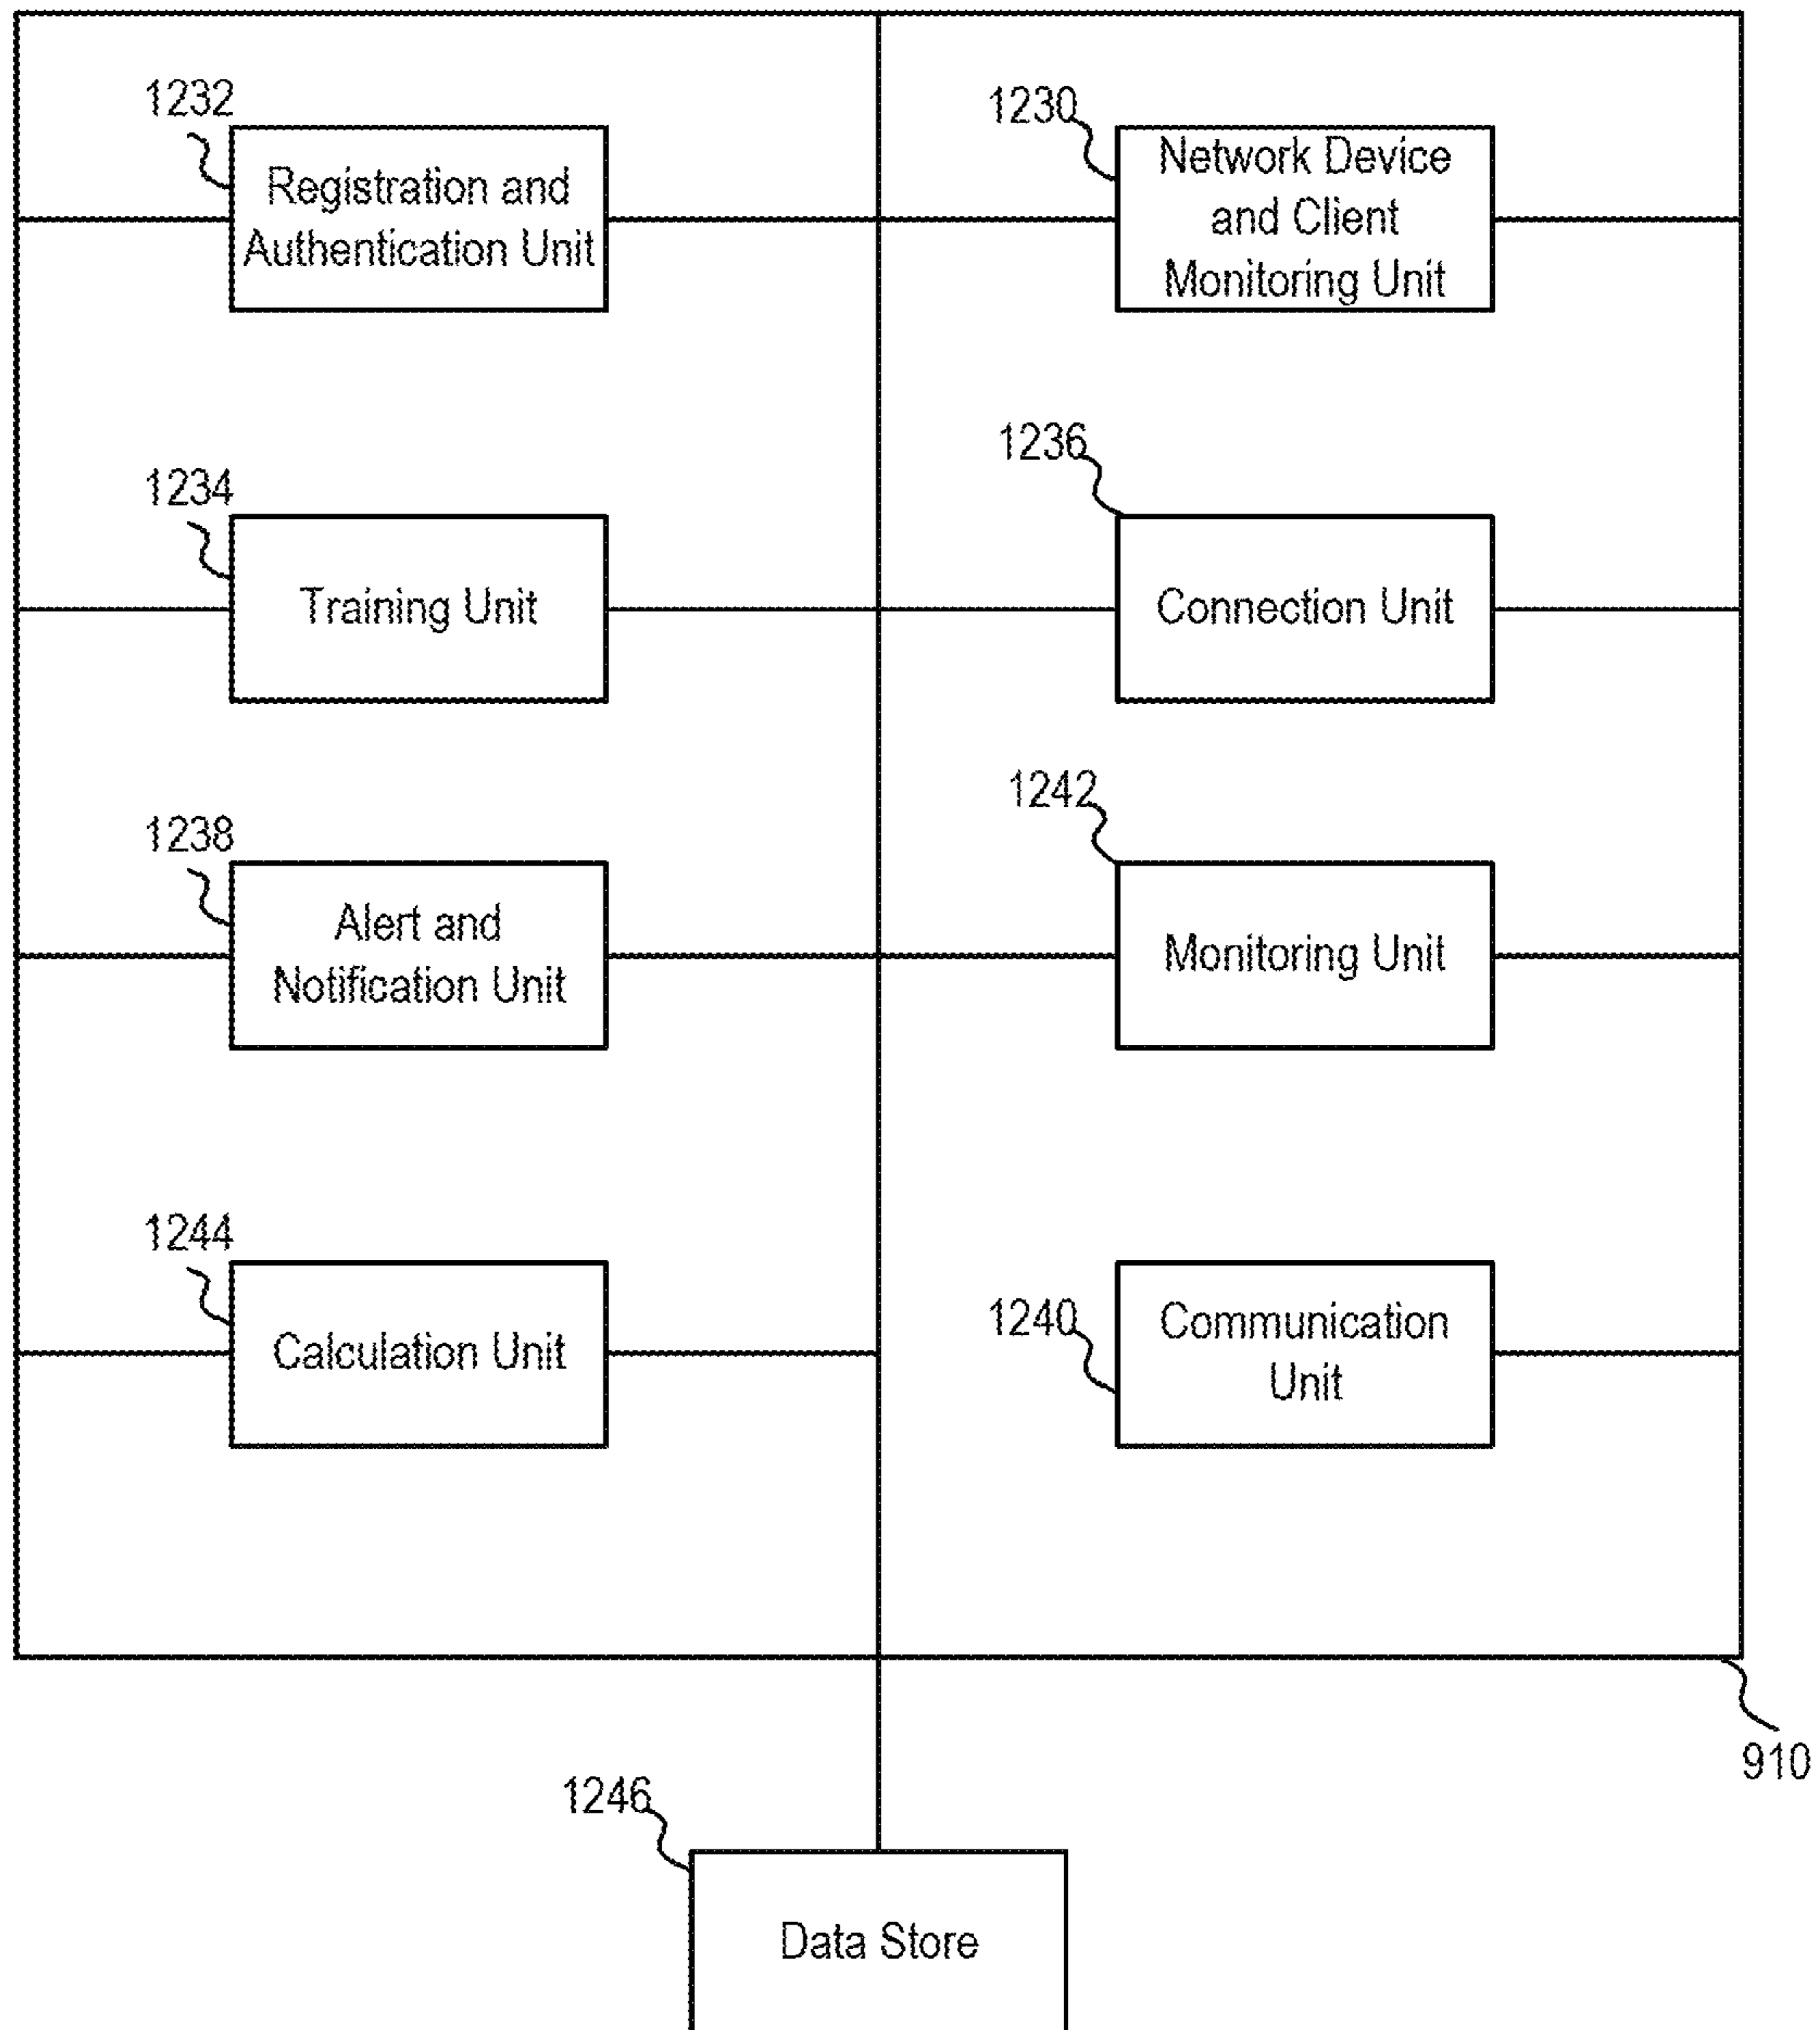 1232
Registration and
Authentication Unit
1230
Network Device
and Client
Monitoring Unit
1234
Training Unit
1236
Connection Unit
1238
Alert and
Notification Unit
1242
Monitoring Unit
1244
Calculation Unit
1240
Communication
Unit
910
1246
Data Store